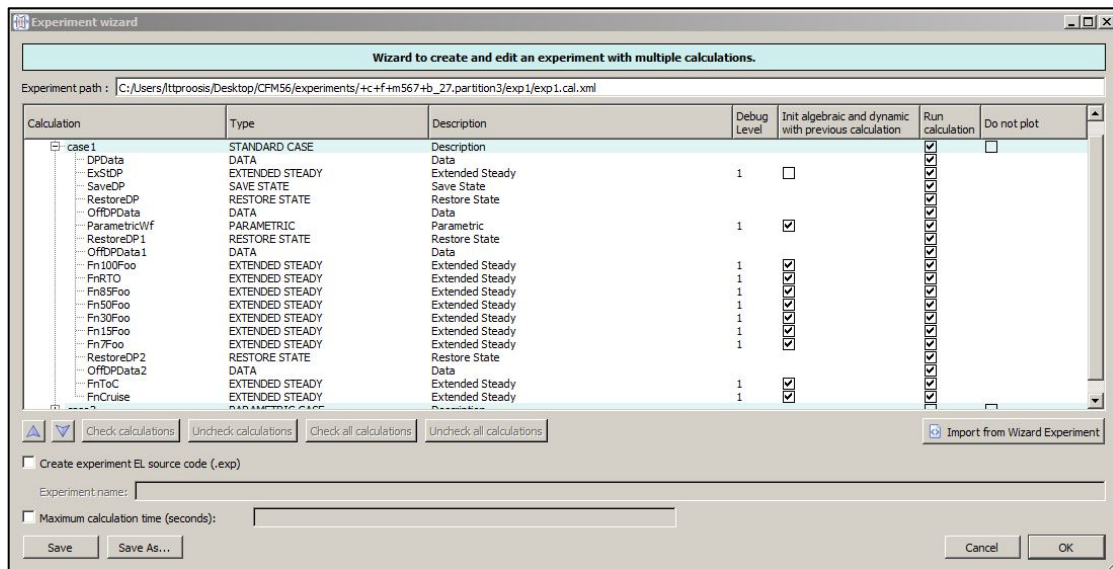 Experiment wizard
Wizard to create and edit an experiment with multiple calculations.
Experiment path : C:/Users/lttproosis/Desktop/CFM56/experiments/+c+f+m567+b_27.partition3/exp1/exp1.cal.xml
Calculation Type Description Debug Level Init algebraic and dynamic with previous calculation Run calculation Do not plot
case1 STANDARD CASE Description
DPData DATA Data
ExStDP EXTENDED STEADY Extended Steady 1
SaveDP SAVE STATE Save State
RestoreDP RESTORE STATE Restore State
OffDPData DATA Data
ParametricWf PARAMETRIC Parametric 1
RestoreDP1 RESTORE STATE Restore State
OffDPData1 DATA Data
Fn100Foo EXTENDED STEADY Extended Steady 1
FnRTO EXTENDED STEADY Extended Steady 1
Fn85Foo EXTENDED STEADY Extended Steady 1
Fn50Foo EXTENDED STEADY Extended Steady 1
Fn30Foo EXTENDED STEADY Extended Steady 1
Fn15Foo EXTENDED STEADY Extended Steady 1
Fn7Foo EXTENDED STEADY Extended Steady 1
RestoreDP2 RESTORE STATE Restore State
OffDPData2 DATA Data
FnToC EXTENDED STEADY Extended Steady 1
FnCruise EXTENDED STEADY Extended Steady 1
PARAMETRIC CASE Description
Check calculations Uncheck calculations Check all calculations Uncheck all calculations Import from Wizard Experiment
Create experiment EL source code (.exp)
Experiment name:
Maximum calculation time (seconds):
Save Save As... Cancel OK